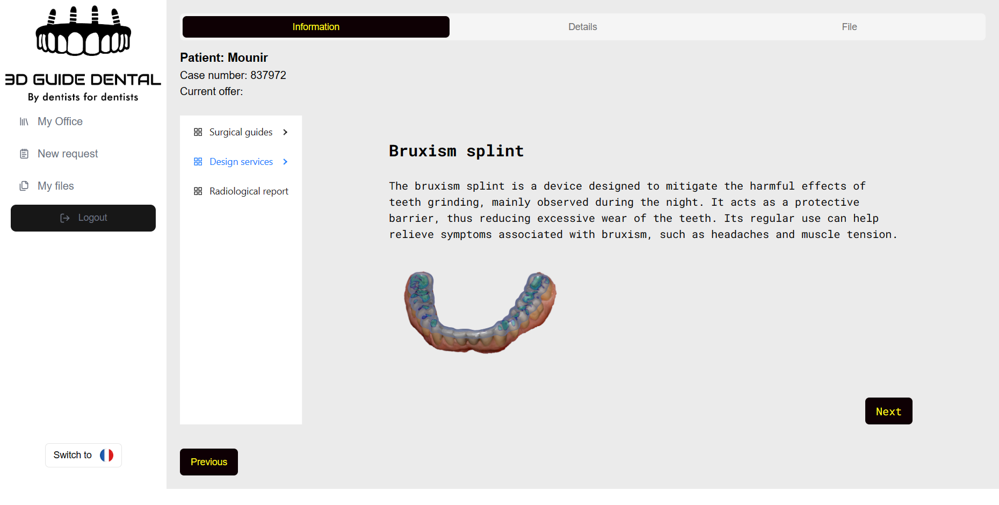 3D GUIDE DENTAL
By dentists for dentists
My Office
New request
My files
Logout
Switch to
Information
Details
File
Patient: Mounir
Case number: 837972
Current offer:
Surgical guides
Design services
Radiological report
Bruxism splint
The bruxism splint is a device designed to mitigate the harmful effects of
teeth grinding, mainly observed during the night. It acts as a protective
barrier, thus reducing excessive wear of the teeth. Its regular use can help
relieve symptoms associated with bruxism, such as headaches and muscle tension.
Next
Previous